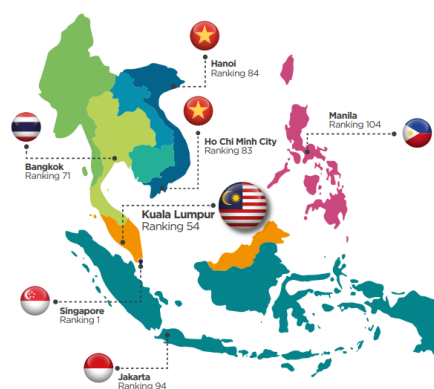 Hanoi
Ranking 84
Manila
Ranking 104
Ho Chi Minh City
Ranking 83
Bangkok
Ranking 71
Kuala Lumpur
Ranking 54
Singapore
Ranking 1
Jakarta
Ranking 94